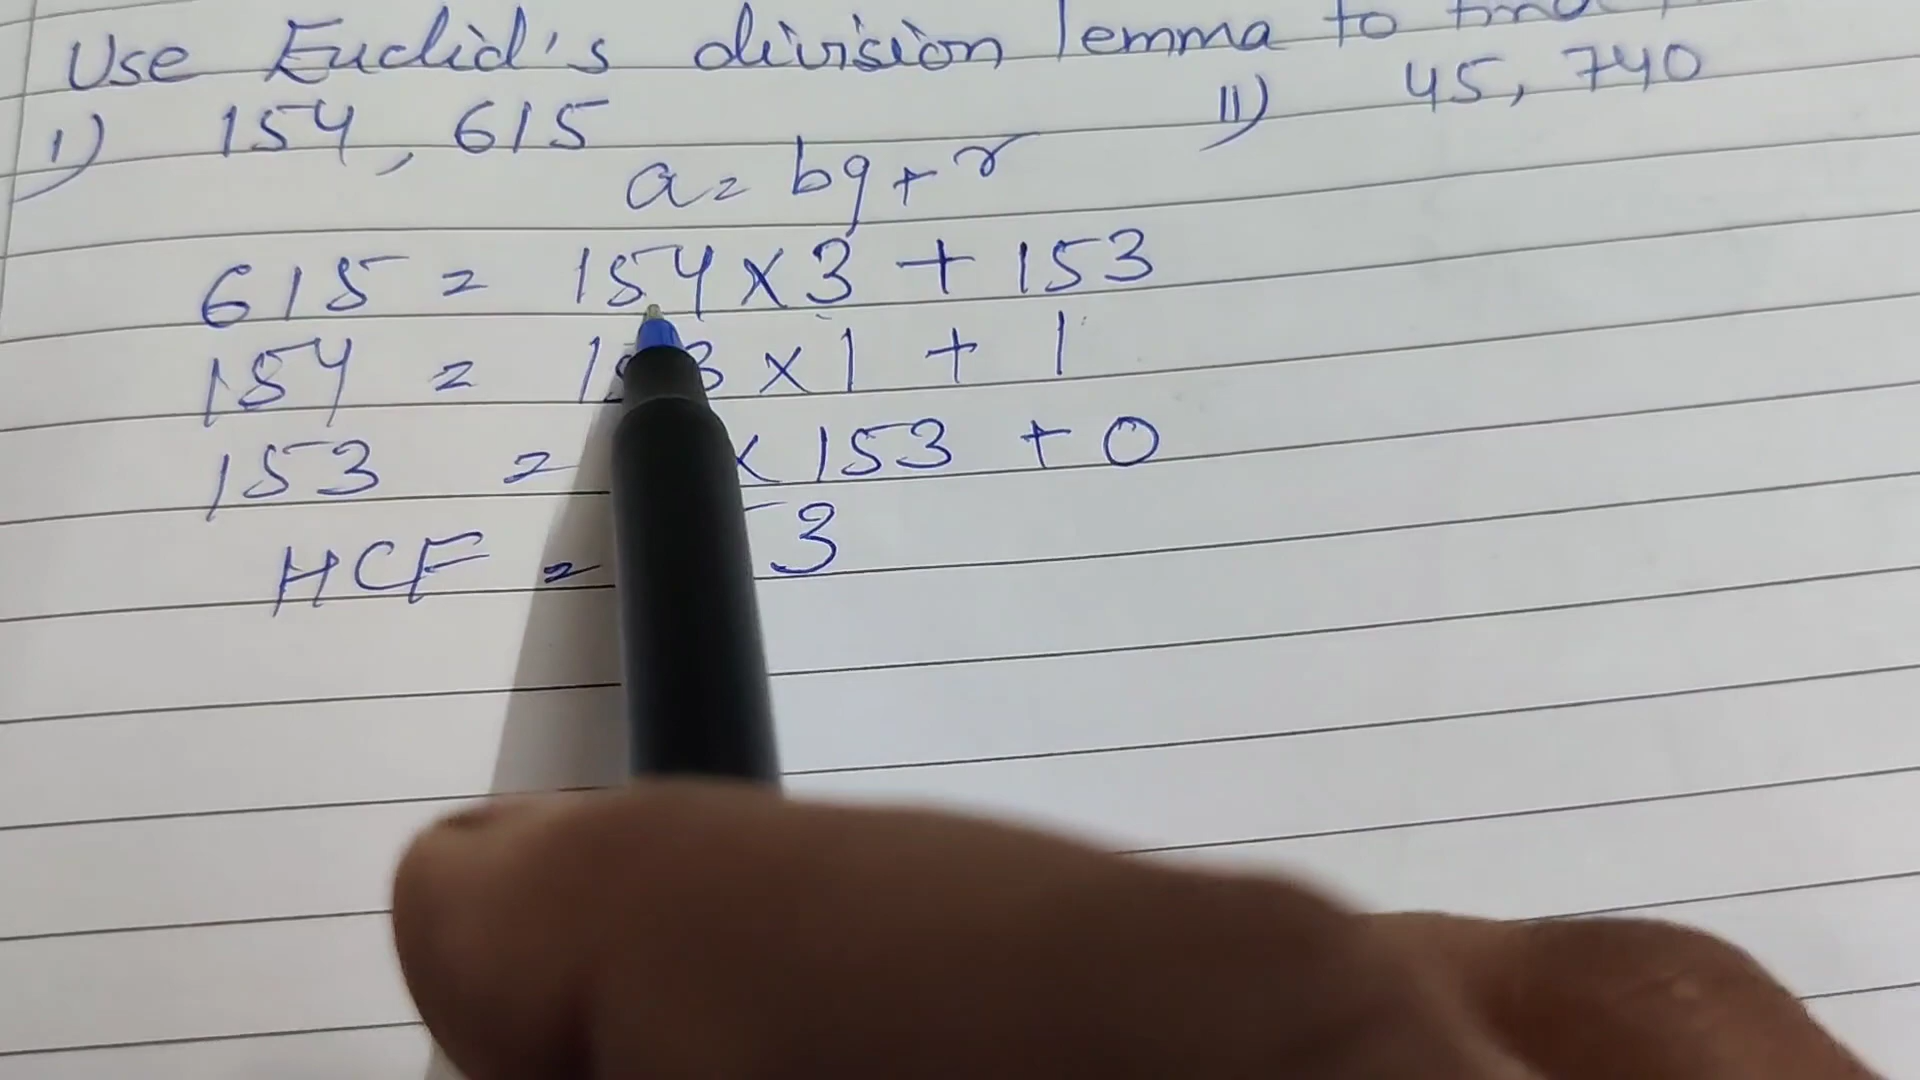 Use Euclid's division lemma to find
I) 154, 615 II) 45, 740
a = bq + r
615 = 154 × 3 + 153
154 = 153 × 1 + 1
153 = × 153 + 0
HCF =